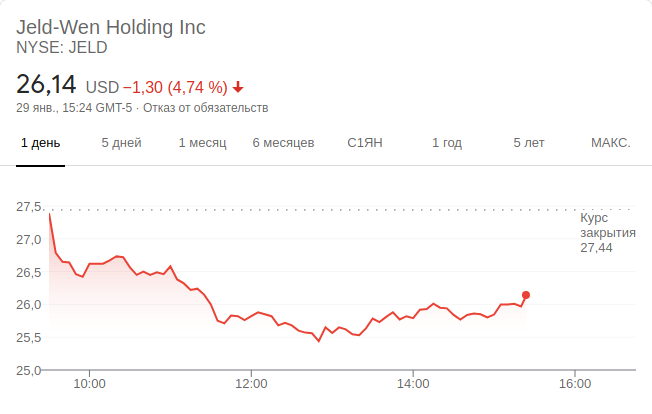 Jeld-Wen Holding Inc
NYSE: JELD
26,14 USD −1,30 (4,74 %)
29 янв., 15:24 GMT-5 · Отказ от обязательств
1 день 5 дней 1 месяц 6 месяцев С1ЯН 1 год 5 лет МАКС.
27,5
Курс
закрытия
27,44
27,0
26,5
26,0
25,5
25,0
10:00 12:00 14:00 16:00